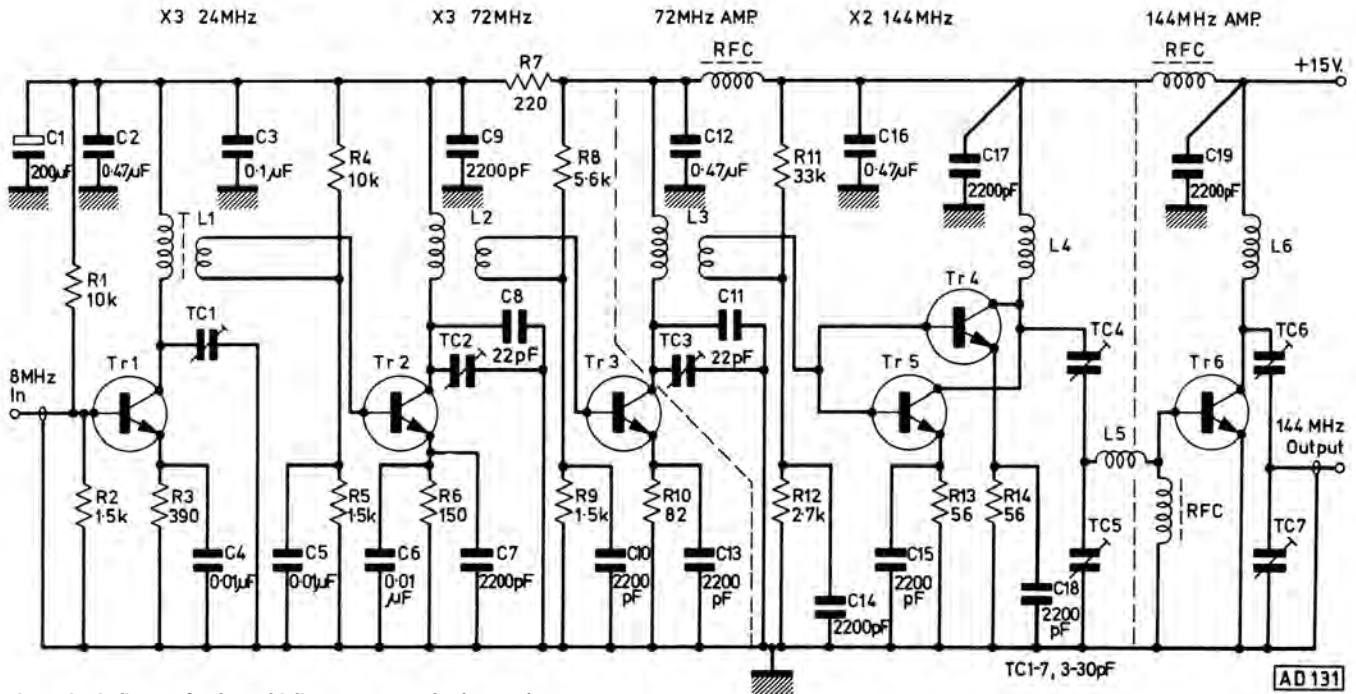 X3 24MHz
X3 72MHz
72MHz AMP.
X2 144MHz
144MHz AMP.
RFC
RFC
+15V.
R7
220
C1
200µF
C2
0·47µF
C3
0·1µF
R4
10k
C9
2200pF
R8
5·6k
C12
0·47µF
R11
33k
C16
0·47µF
C17
2200pF
C19
2200pF
L1
L2
L3
L4
L6
R1
10k
TC1
C8
22pF
TC2
C11
22pF
TC3
Tr4
TC4
TC6
8MHz
In
Tr1
Tr2
Tr3
Tr5
Tr6
144 MHz
Output
L5
RFC
R2
1·5k
R3
390
C4
0·01µF
C5
0·01µF
R5
1·5k
C6
0·01
µF
R6
150
C7
2200pF
R9
1·5k
C10
2200
pF
R10
82
C13
2200
pF
R12
2·7k
C14
2200pF
C15
2200
pF
R13
56
R14
56
C18
2200
pF
TC5
TC7
TC1-7, 3-30pF
AD 131